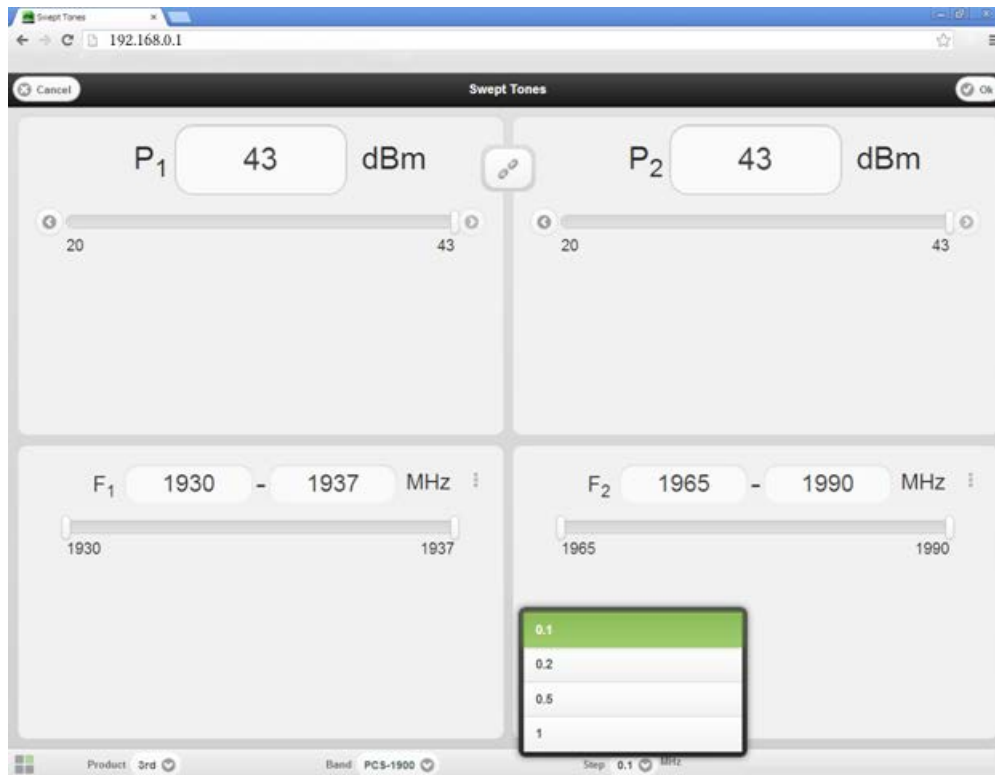 Swept Tones
192.168.0.1
Cancel
Swept Tones
Ok
P1 43 dBm
20 43
P2 43 dBm
20 43
F1 1930 - 1937 MHz
1930 1937
F2 1965 - 1990 MHz
1965 1990
0.1
0.2
0.5
1
Product 3rd
Band PCS-1900
Step 0.1 MHz